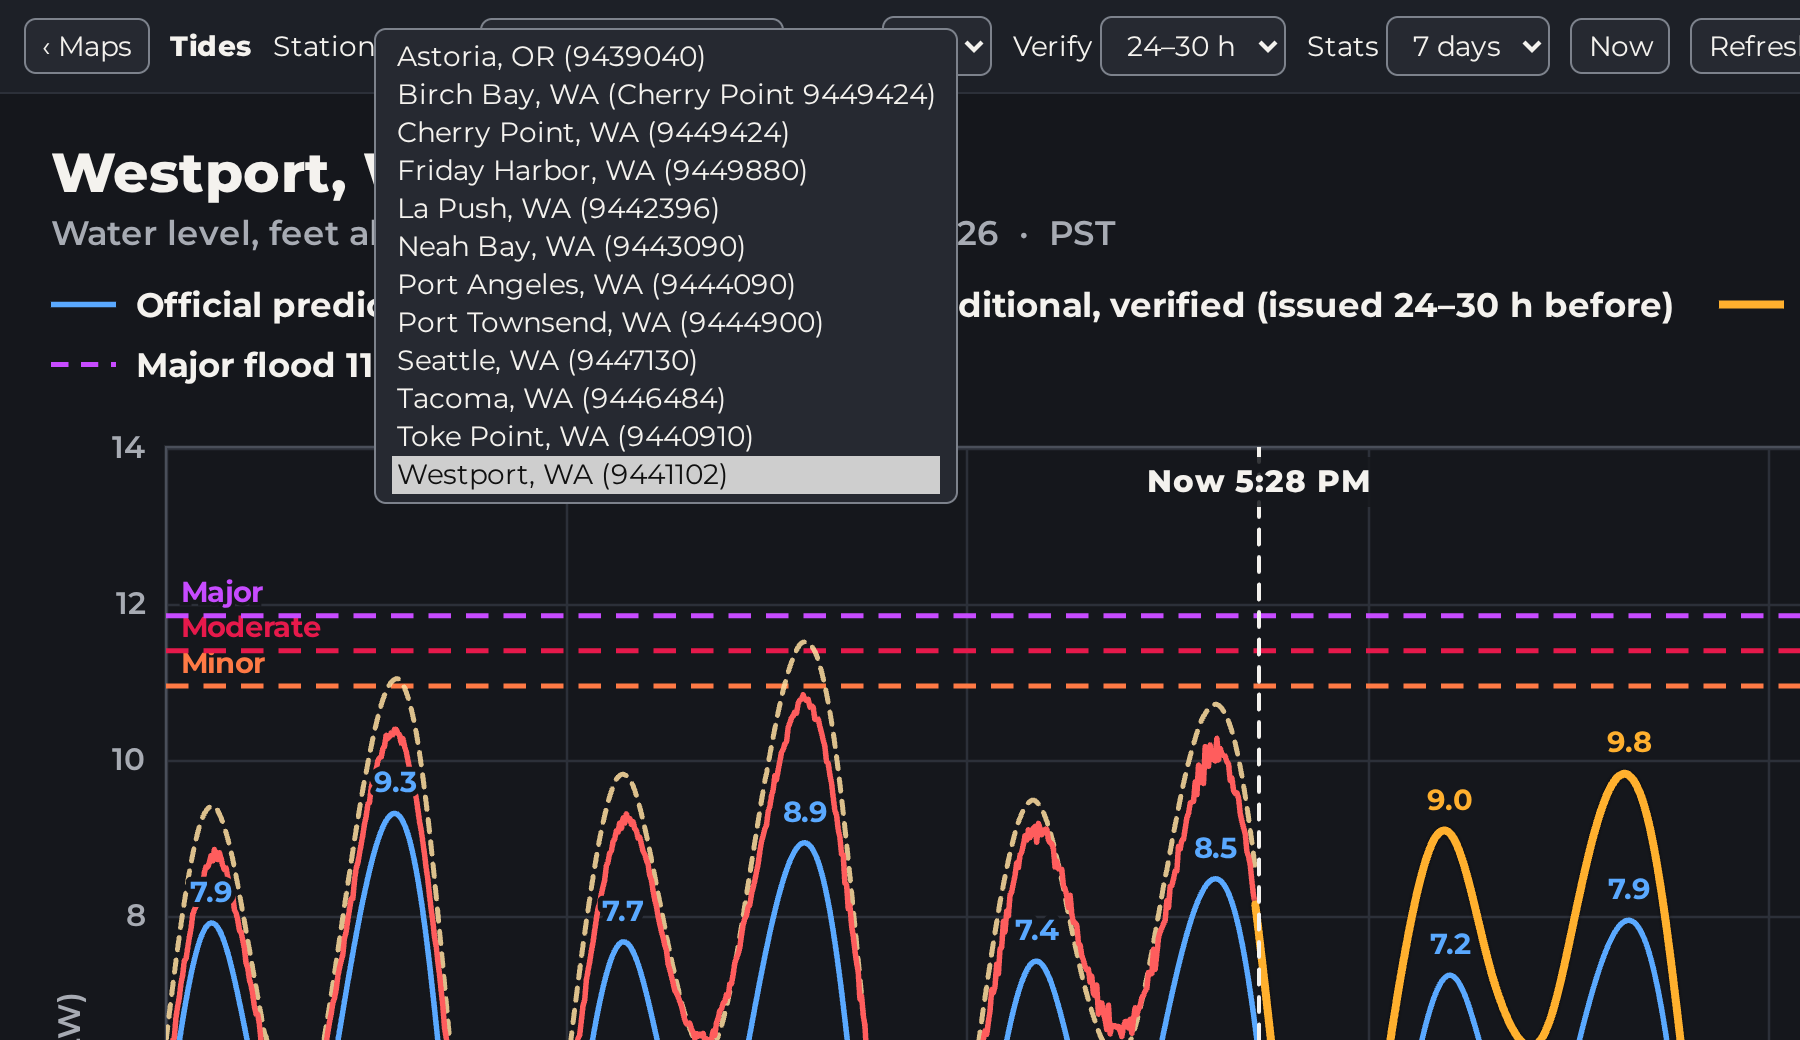 ‹ Maps
Tides
Station
Verify
24–30 h
Stats
7 days
Now
Astoria, OR (9439040)
Birch Bay, WA (Cherry Point 9449424)
Cherry Point, WA (9449424)
Friday Harbor, WA (9449880)
La Push, WA (9442396)
Neah Bay, WA (9443090)
Port Angeles, WA (9444090)
Port Townsend, WA (9444900)
Seattle, WA (9447130)
Tacoma, WA (9446484)
Toke Point, WA (9440910)
Westport, WA (9441102)
Westport,
Water level, feet
26 · PST
Official
ditional, verified (issued 24–30 h before)
Major flood 11
14
12
10
8
Now 5:28 PM
Major
Moderate
Minor
7.9
9.3
7.7
8.9
7.4
8.5
9.0
7.2
9.8
7.9